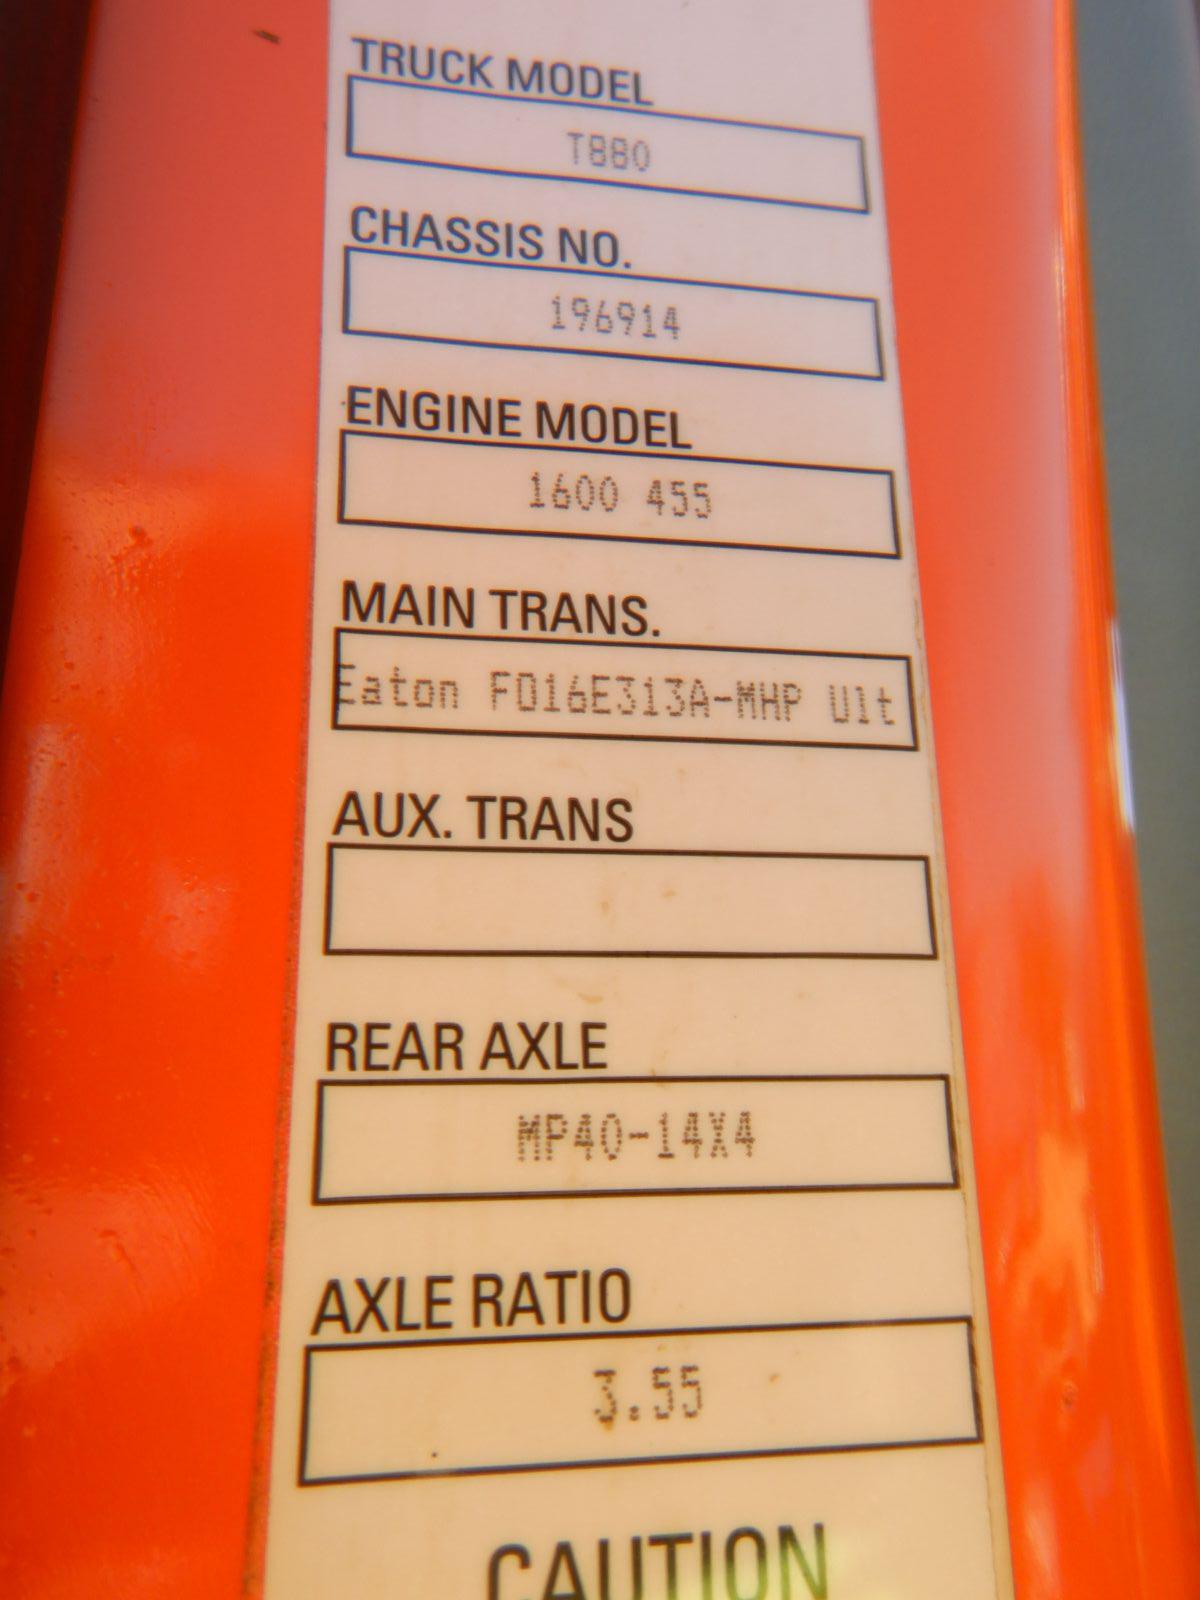 TRUCK MODEL
T880
CHASSIS NO.
196914
ENGINE MODEL
1600 455
MAIN TRANS.
Eaton FO16E313A-MHP Ult
AUX. TRANS
REAR AXLE
MP40-14X4
AXLE RATIO
3.55
CAUTION